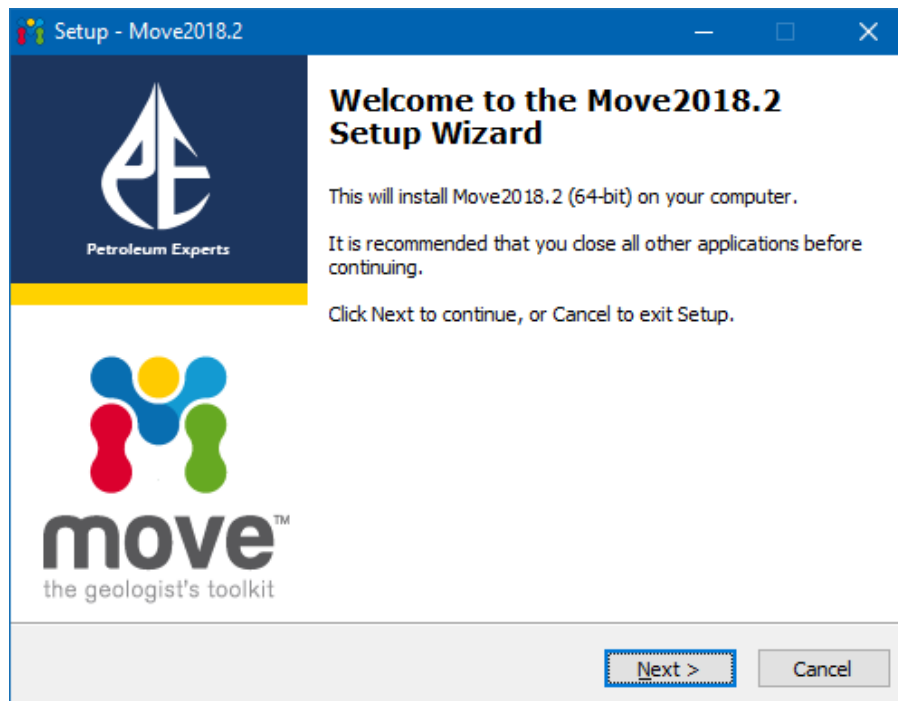 Setup - Move2018.2
Petroleum Experts
move™
the geologist's toolkit
Welcome to the Move2018.2
Setup Wizard
This will install Move2018.2 (64-bit) on your computer.
It is recommended that you close all other applications before
continuing.
Click Next to continue, or Cancel to exit Setup.
Next >
Cancel